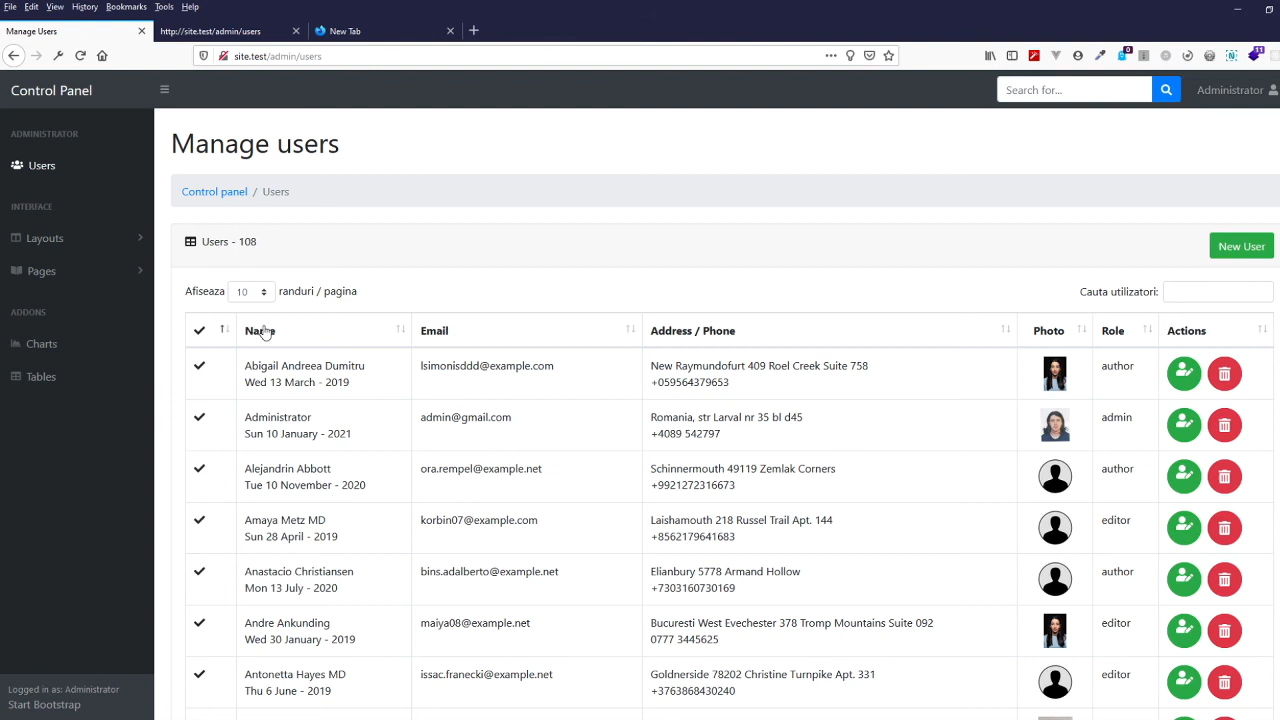 File Edit View History Bookmarks Tools Help
Manage Users
http://site.test/admin/users
New Tab
site.test/admin/users
0
11
Control Panel
Search for...
Administrator
ADMINISTRATOR
Users
INTERFACE
Layouts
Pages
ADDONS
Charts
Tables
Logged in as: Administrator
Start Bootstrap
Manage users
Control panel / Users
Users - 108
New User
Afiseaza 10 randuri / pagina
Cauta utilizatori:
Name Email Address / Phone Photo Role Actions
Abigail Andreea Dumitru lsimonisddd@example.com New Raymondofurt 409 Roel Creek Suite 758 author
Wed 13 March - 2019 +059564379653
Administrator admin@gmail.com Romania, str Larval nr 35 bl d45 admin
Sun 10 January - 2021 +4089 542797
Alejandrin Abbott ora.rempel@example.net Schinnermouth 49119 Zemlak Corners author
Tue 10 November - 2020 +9921272316673
Amaya Metz MD korbin07@example.com Laishamouth 218 Russel Trail Apt. 144 editor
Sun 28 April - 2019 +8562179641683
Anastacio Christiansen bins.adalberto@example.net Elianbury 5778 Armand Hollow author
Mon 13 July - 2020 +7303160730169
Andre Ankunding maiya08@example.net Bucuresti West Evechester 378 Tromp Mountains Suite 092 editor
Wed 30 January - 2019 0777 3445625
Antonetta Hayes MD issac.franecki@example.net Goldnerside 78202 Christine Turnpike Apt. 331 editor
Thu 6 June - 2019 +3763868430240